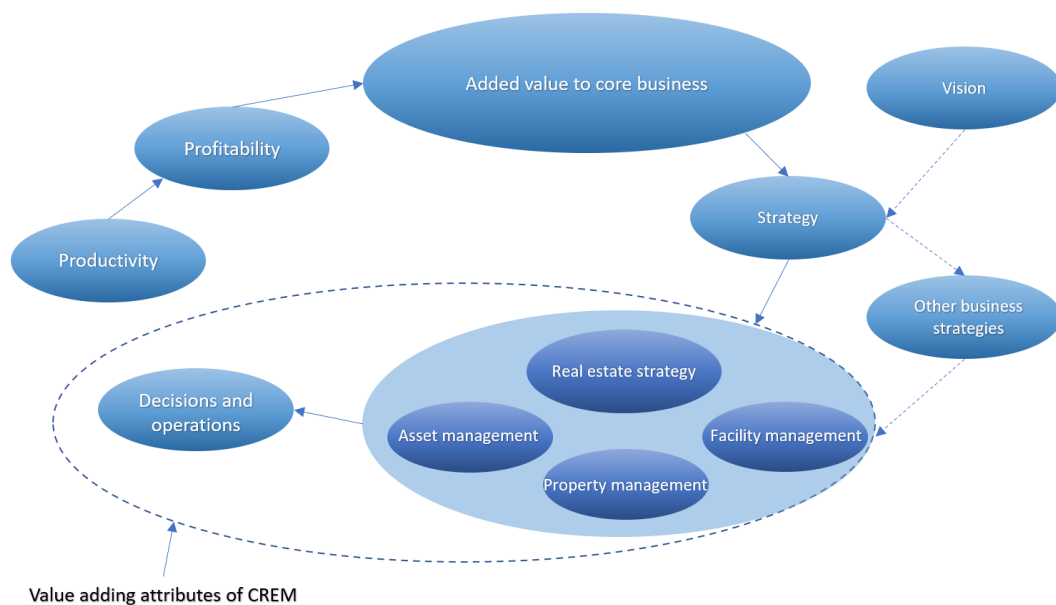 Added value to core business
Vision
Profitability
Strategy
Productivity
Other business
strategies
Real estate strategy
Decisions and
operations
Asset management
Facility management
Property management
Value adding attributes of CREM